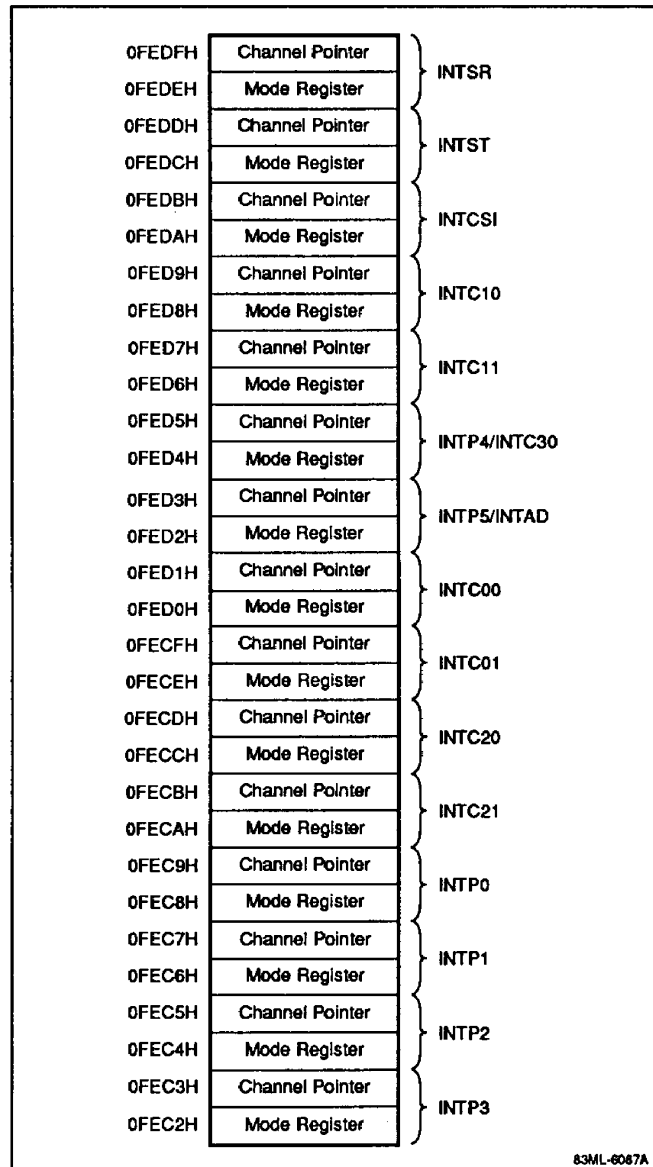 0FEDFH Channel Pointer
INTSR
0FEDEH Mode Register
0FEDDH Channel Pointer
INTST
0FEDCH Mode Register
0FEDBH Channel Pointer
INTCSI
0FEDAH Mode Register
0FED9H Channel Pointer
INTC10
0FED8H Mode Register
0FED7H Channel Pointer
INTC11
0FED6H Mode Register
0FED5H Channel Pointer
INTP4/INTC30
0FED4H Mode Register
0FED3H Channel Pointer
INTP5/INTAD
0FED2H Mode Register
0FED1H Channel Pointer
INTC00
0FED0H Mode Register
0FECFH Channel Pointer
INTC01
0FECEH Mode Register
0FECDH Channel Pointer
INTC20
0FECCH Mode Register
0FECBH Channel Pointer
INTC21
0FECAH Mode Register
0FEC9H Channel Pointer
INTP0
0FEC8H Mode Register
0FEC7H Channel Pointer
INTP1
0FEC6H Mode Register
0FEC5H Channel Pointer
INTP2
0FEC4H Mode Register
0FEC3H Channel Pointer
INTP3
0FEC2H Mode Register
83ML-6087A